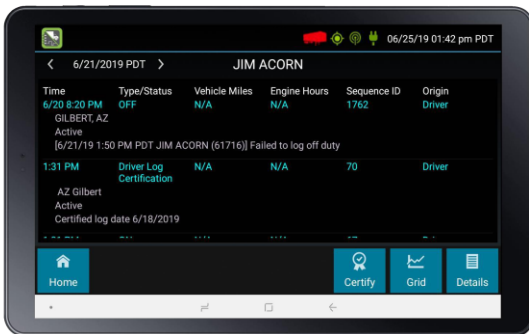 06/25/19 01:42 pm PDT
6/21/2019 PDT JIM ACORN
Time Type/Status Vehicle Miles Engine Hours Sequence ID Origin
6/20 8:20 PM OFF N/A N/A 1762 Driver
GILBERT, AZ
Active
[6/21/19 1:50 PM PDT JIM ACORN (61716)] Failed to log off duty
1:31 PM Driver Log N/A N/A 70 Driver
Certification
AZ Gilbert
Active
Certified log date 6/18/2019
Home Certify Grid Details